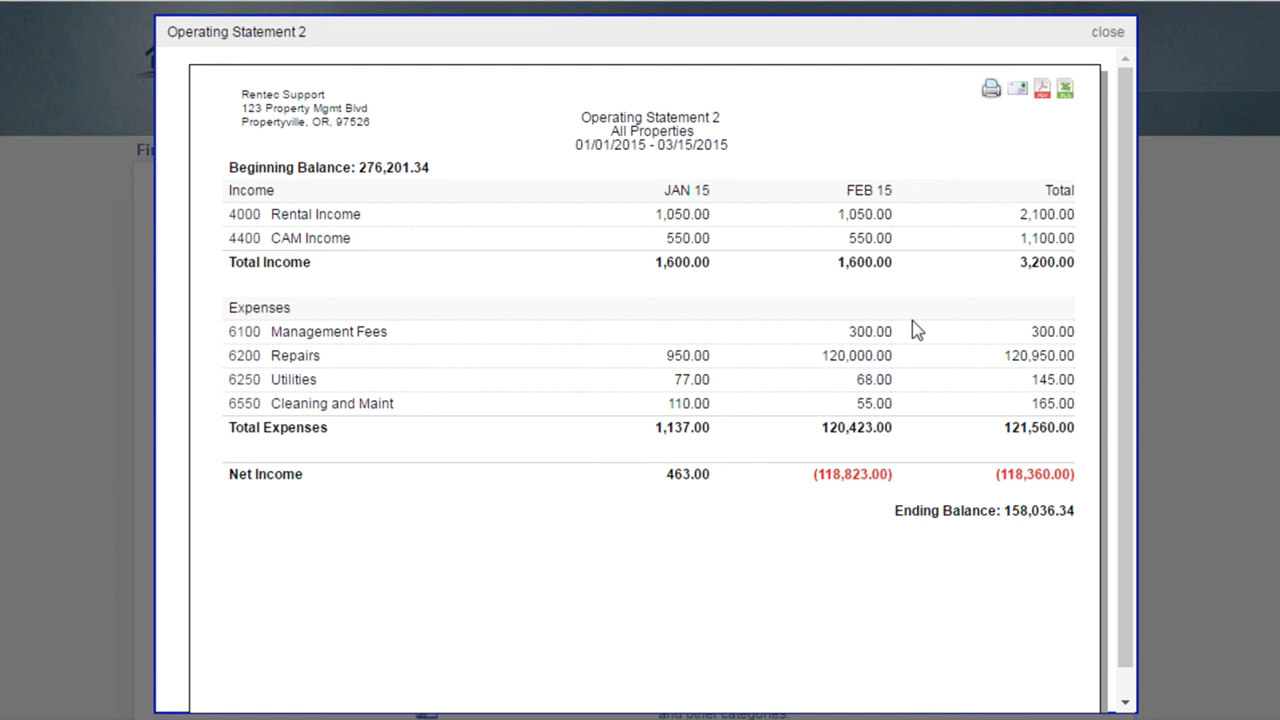 Operating Statement 2 close
Rentec Support
123 Property Mgmt Blvd
Propertyville, OR, 97526
Operating Statement 2
All Properties
01/01/2015 - 03/15/2015
Beginning Balance: 276,201.34
Income JAN 15 FEB 15 Total
4000 Rental Income 1,050.00 1,050.00 2,100.00
4400 CAM Income 550.00 550.00 1,100.00
Total Income 1,600.00 1,600.00 3,200.00
Expenses
6100 Management Fees 300.00 300.00
6200 Repairs 950.00 120,000.00 120,950.00
6250 Utilities 77.00 68.00 145.00
6550 Cleaning and Maint 110.00 55.00 165.00
Total Expenses 1,137.00 120,423.00 121,560.00
Net Income 463.00 (118,823.00) (118,360.00)
Ending Balance: 158,036.34
and other categories.